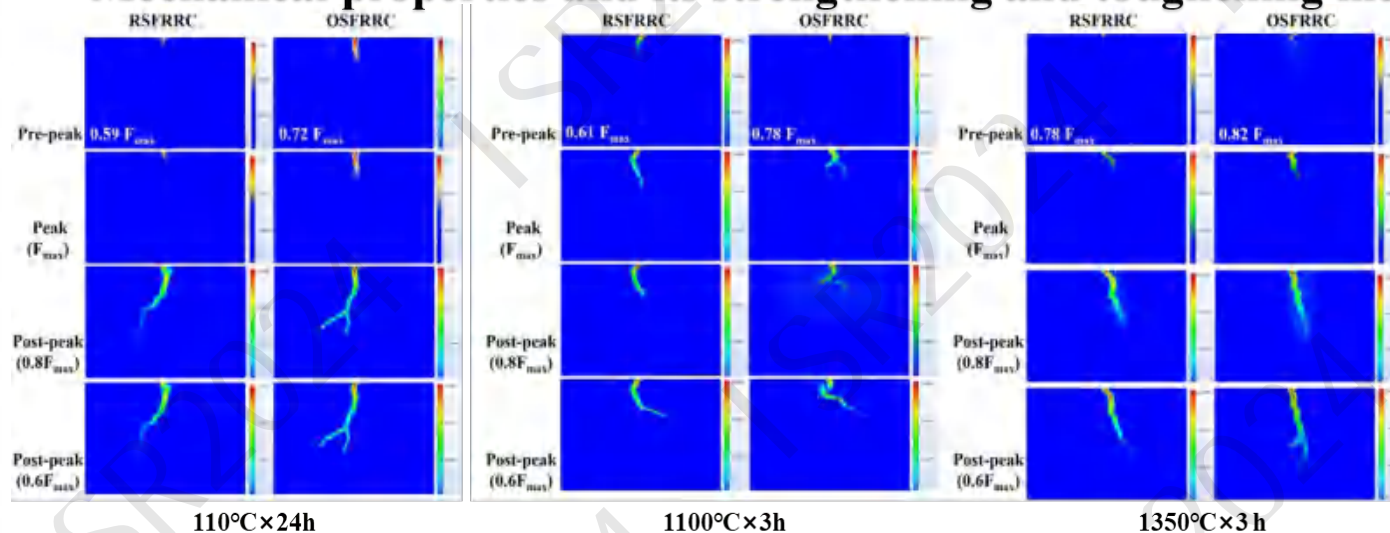 RSFRRC OSFRRC RSFRRC OSFRRC RSFRRC OSFRRC
Pre-peak 0.59 Fmax 0.72 Fmax Pre-peak 0.61 Fmax 0.78 Fmax Pre-peak 0.78 Fmax 0.82 Fmax
Peak Peak Peak
(Fmax) (Fmax) (Fmax)
Post-peak Post-peak Post-peak
(0.8Fmax) (0.8Fmax) (0.8Fmax)
Post-peak Post-peak Post-peak
(0.6Fmax) (0.6Fmax) (0.6Fmax)
110℃×24h 1100℃×3h 1350℃×3 h